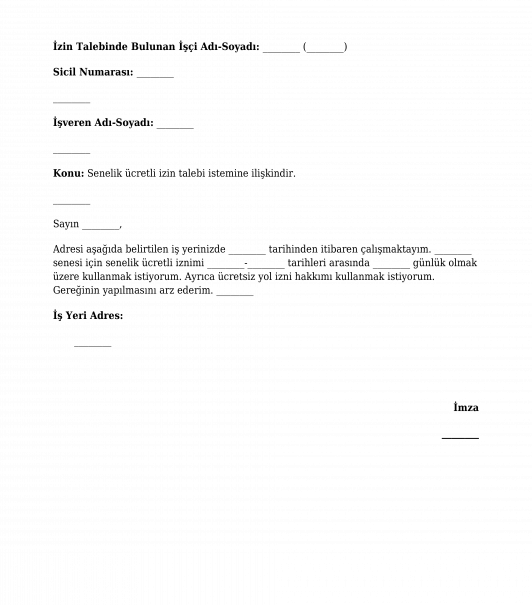 İzin Talebinde Bulunan İşçi Adı-Soyadı: _______ (_______)
Sicil Numarası: _______
_______
İşveren Adı-Soyadı: _______
_______
Konu: Senelik ücretli izin talebi istemine ilişkindir.
_______
Sayın _______,
Adresi aşağıda belirtilen iş yerinizde _______ tarihinden itibaren çalışmaktayım. _______
senesi için senelik ücretli iznimi _______-_______ tarihleri arasında _______ günlük olmak
üzere kullanmak istiyorum. Ayrıca ücretsiz yol izni hakkımı kullanmak istiyorum.
Gereğinin yapılmasını arz ederim. _______
İş Yeri Adres:
_______
İmza
_______